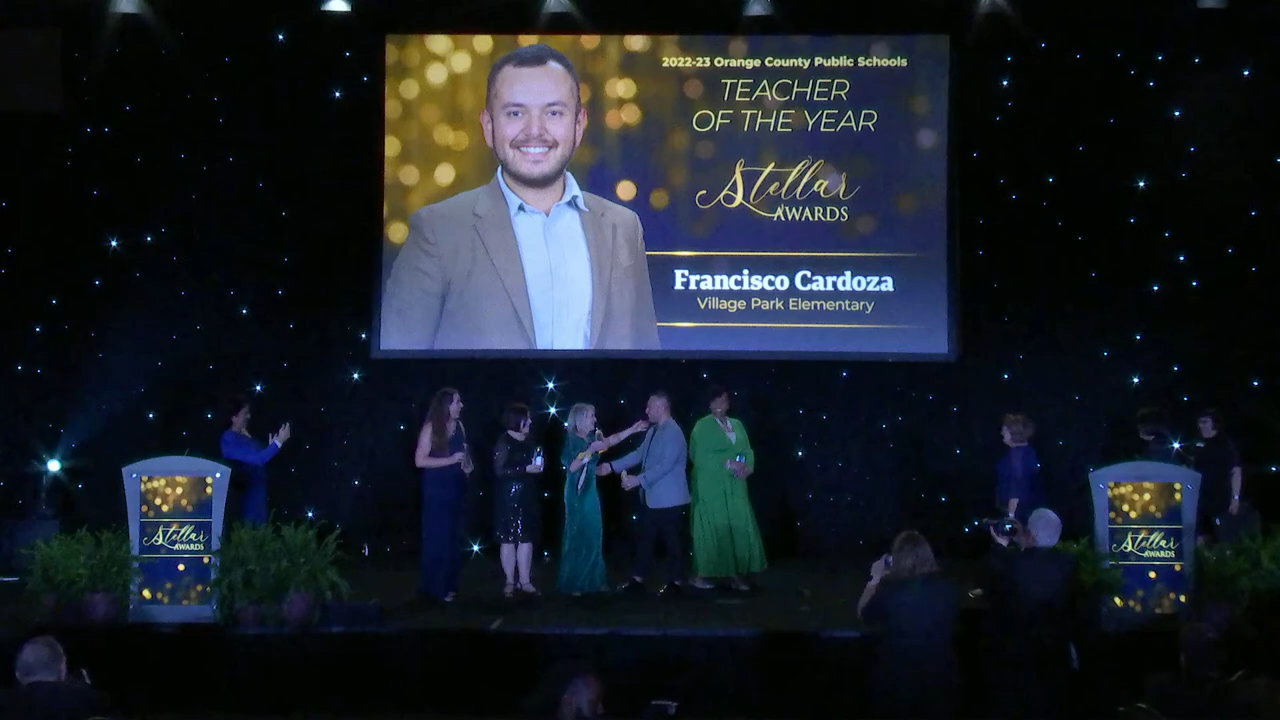 2022-23 Orange County Public Schools
TEACHER
OF THE YEAR
Stellar
AWARDS
Francisco Cardoza
Village Park Elementary
Stellar
AWARDS
Stellar
AWARDS